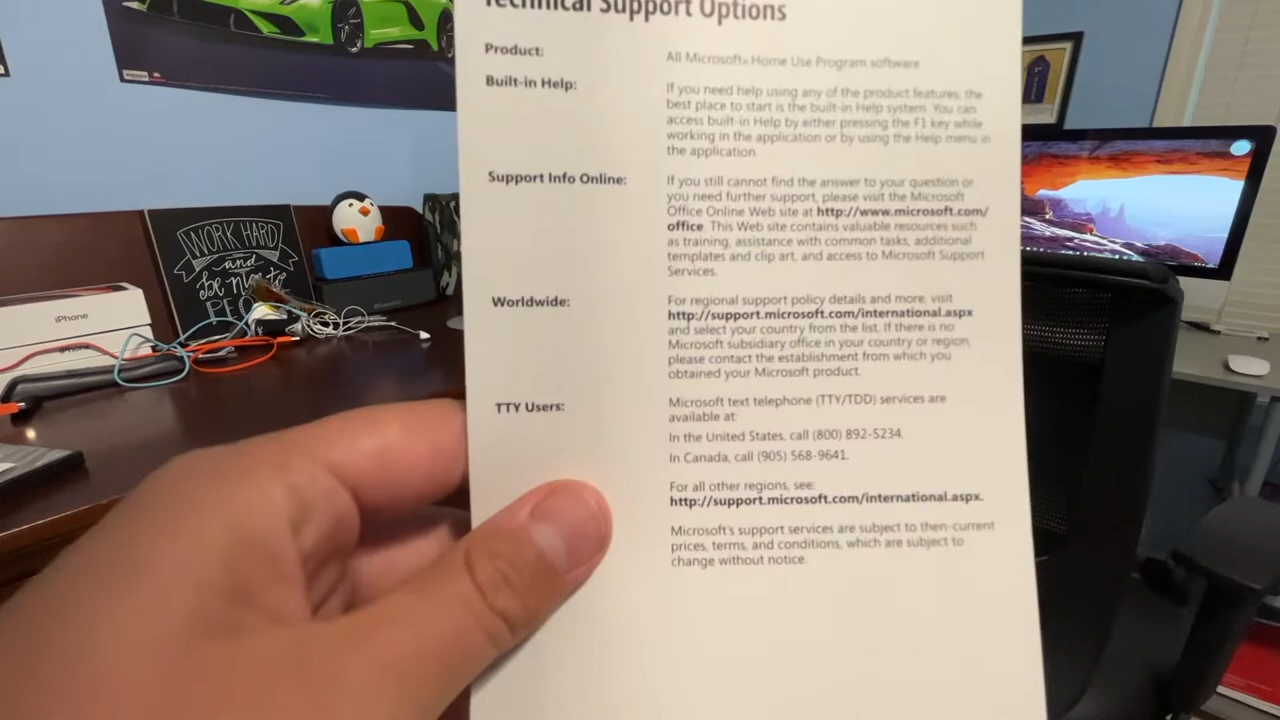 Technical Support Options
Product:
All Microsoft® Home Use Program software
Built-in Help:
If you need help using any of the product features, the
best place to start is the built-in Help system. You can
access built-in Help by either pressing the F1 key while
working in the application or by using the Help menu in
the application.
Support Info Online:
If you still cannot find the answer to your question or
you need further support, please visit the Microsoft
Office Online Web site at http://www.microsoft.com/
office. This Web site contains valuable resources such
as training, assistance with common tasks, additional
templates and clip art, and access to Microsoft Support
Services.
Worldwide:
For regional support policy details and more, visit
http://support.microsoft.com/international.aspx
and select your country from the list. If there is no
Microsoft subsidiary office in your country or region,
please contact the establishment from which you
obtained your Microsoft product.
TTY Users:
Microsoft text telephone (TTY/TDD) services are
available at:
In the United States, call (800) 892-5234.
In Canada, call (905) 568-9641.
For all other regions, see:
http://support.microsoft.com/international.aspx.
Microsoft's support services are subject to then-current
prices, terms, and conditions, which are subject to
change without notice.
WORK HARD
and
be nice to
PEO
iPhone
iPhone